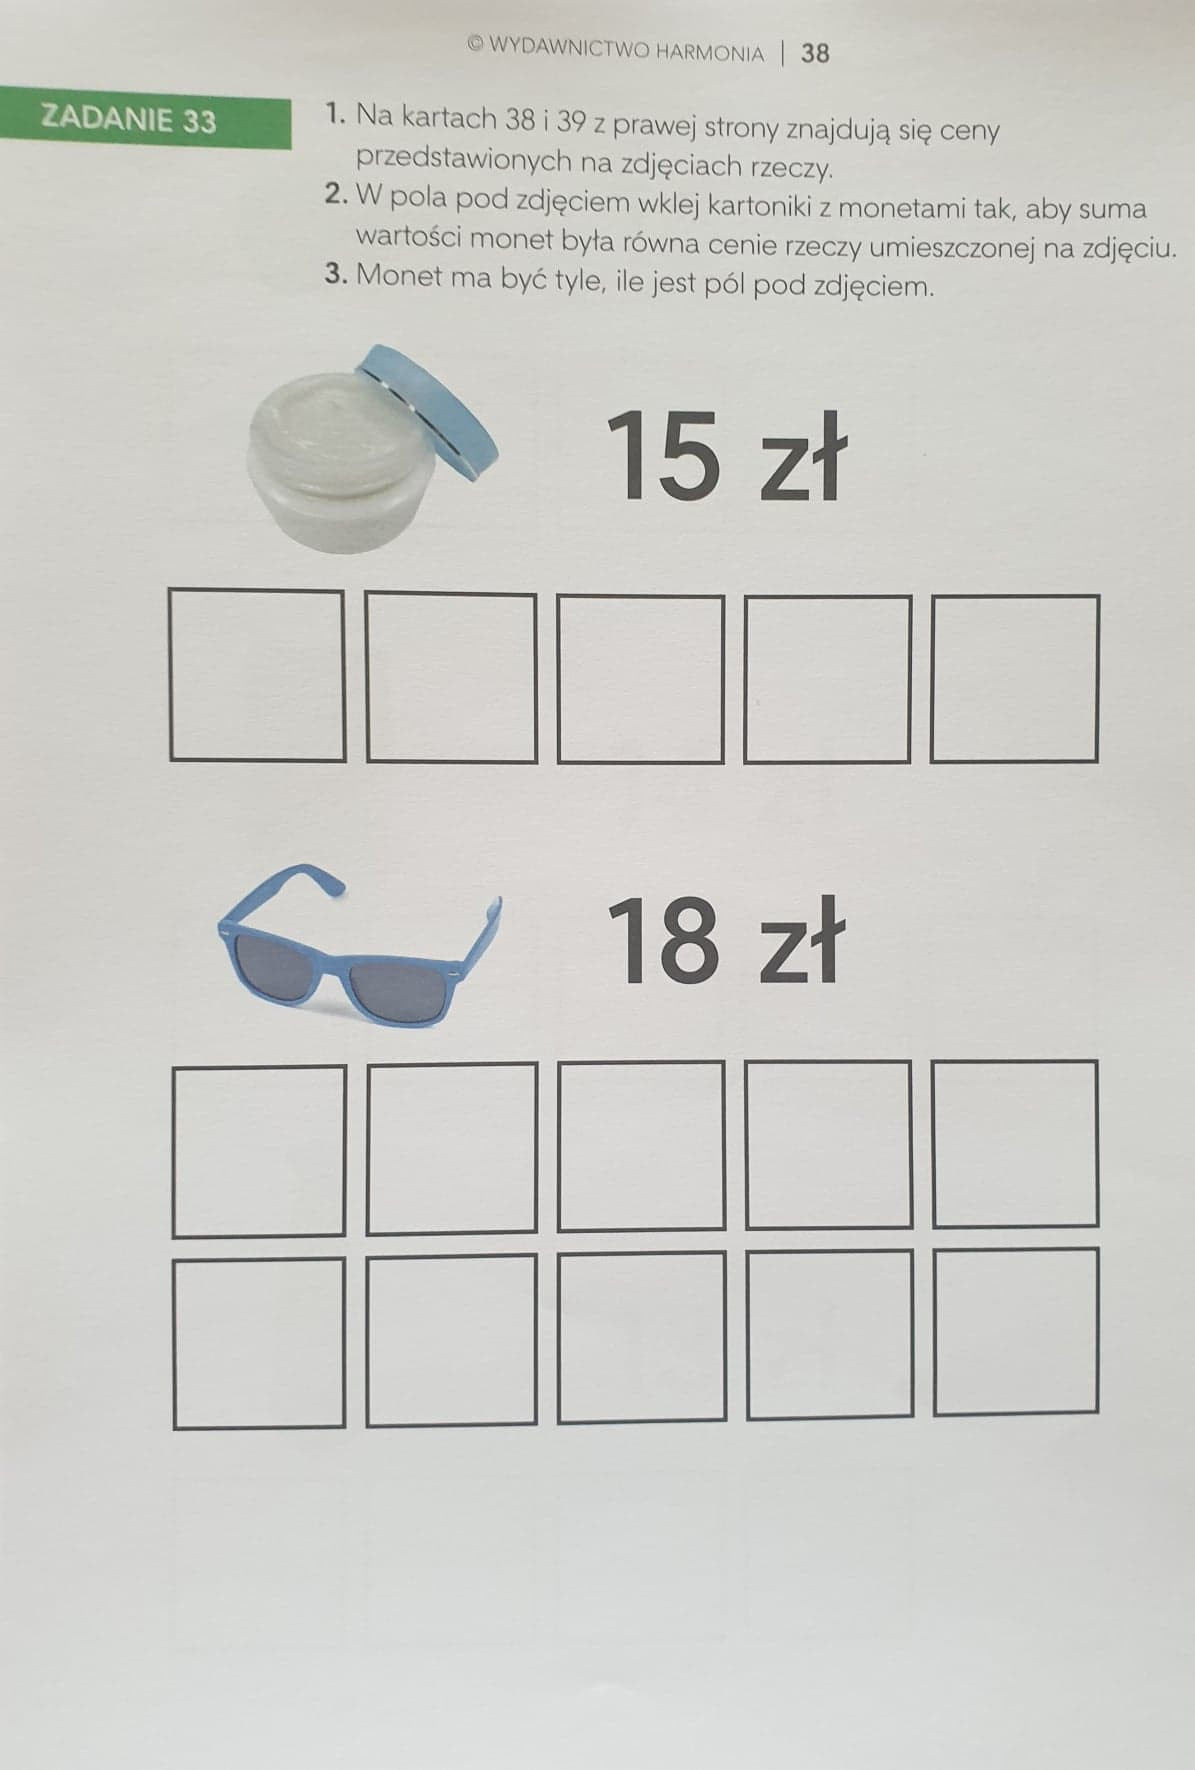 © WYDAWNICTWO HARMONIA | 38
ZADANIE 33
1. Na kartach 38 i 39 z prawej strony znajdują się ceny
przedstawionych na zdjęciach rzeczy.
2. W pola pod zdjęciem wklej kartoniki z monetami tak, aby suma
wartości monet była równa cenie rzeczy umieszczonej na zdjęciu.
3. Monet ma być tyle, ile jest pól pod zdjęciem.
15 zł
18 zł